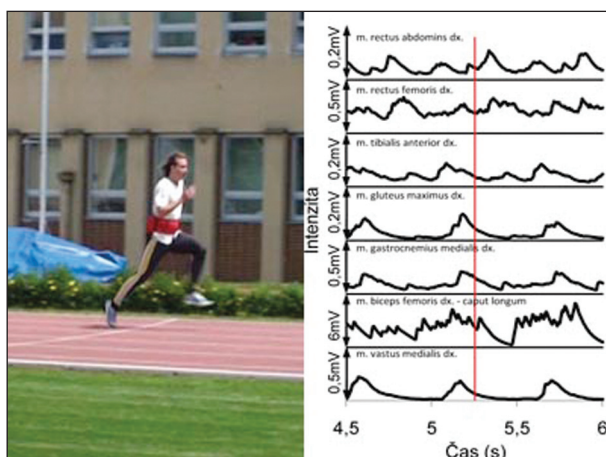 m. rectus abdomins dx.
0,2mV
m. rectus femoris dx.
0,5mV
m. tibialis anterior dx.
0,2mV
m. gluteus maximus dx.
0,2mV
Intenzita
m. gastrocnemius medialis dx.
0,5mV
m. biceps femoris dx. - caput longum
6mV
m. vastus medialis dx.
0,5mV
4,5
5
5,5
6
Čas (s)